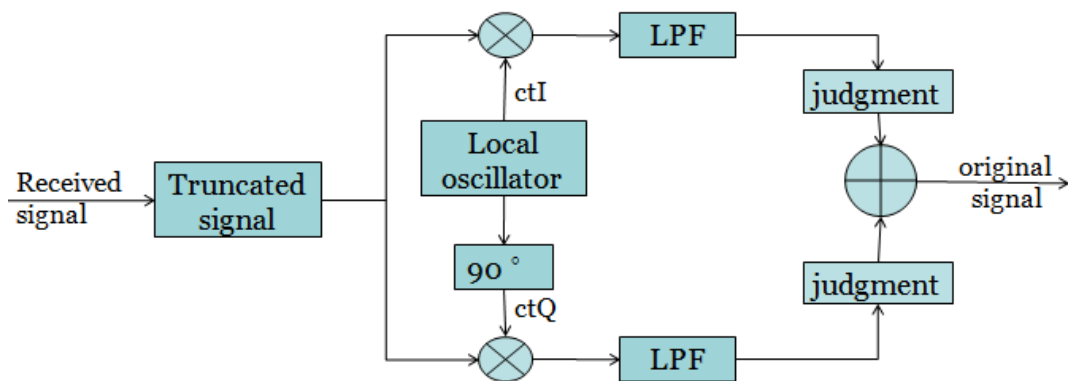 LPF
judgment
ctI
Local
oscillator
Received
signal
Truncated
signal
original
signal
90 °
ctQ
judgment
LPF